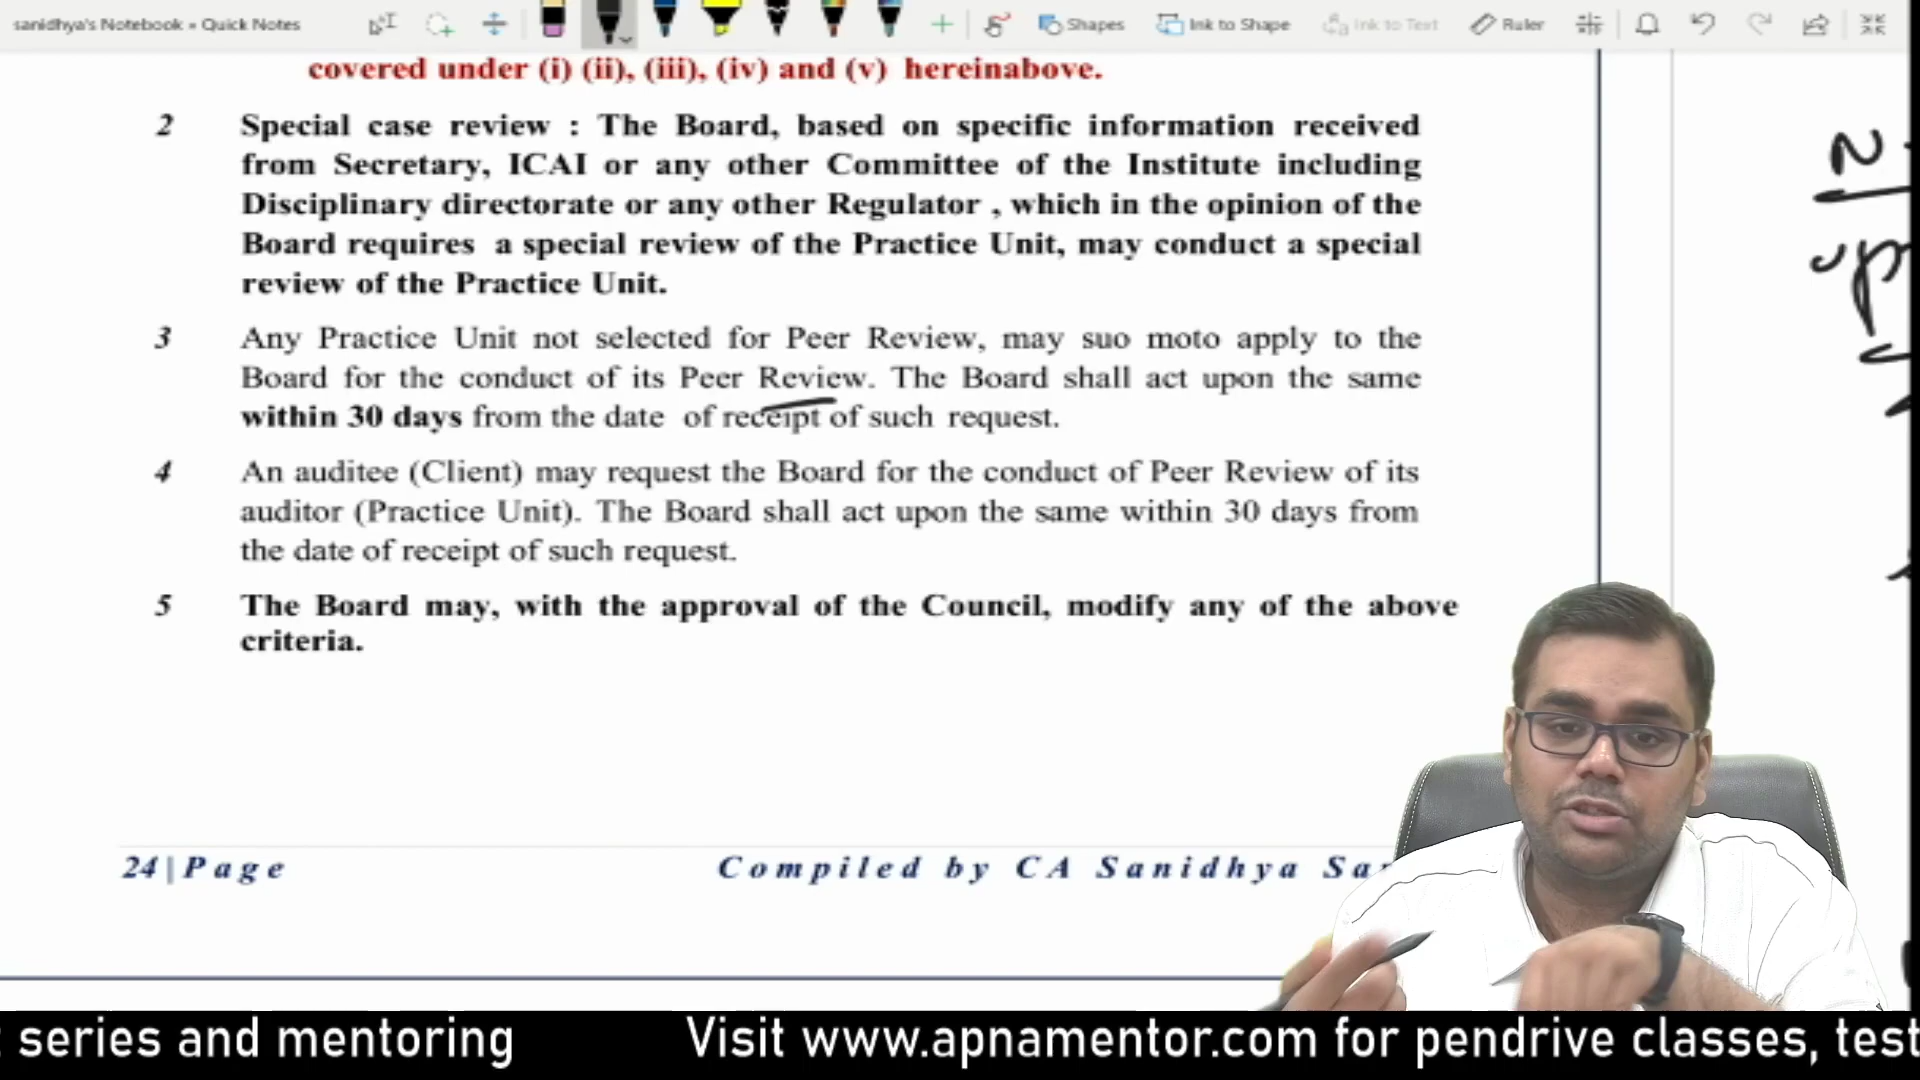 sanidhya's Notebook » Quick Notes
Shapes
Ink to Shape
Ink to Text
Ruler
covered under (i) (ii), (iii), (iv) and (v) hereinabove.
2 Special case review : The Board, based on specific information received
from Secretary, ICAI or any other Committee of the Institute including
Disciplinary directorate or any other Regulator , which in the opinion of the
Board requires a special review of the Practice Unit, may conduct a special
review of the Practice Unit.
3 Any Practice Unit not selected for Peer Review, may suo moto apply to the
Board for the conduct of its Peer Review. The Board shall act upon the same
within 30 days from the date of receipt of such request.
4 An auditee (Client) may request the Board for the conduct of Peer Review of its
auditor (Practice Unit). The Board shall act upon the same within 30 days from
the date of receipt of such request.
5 The Board may, with the approval of the Council, modify any of the above
criteria.
24|Page
Compiled by CA Sanidhya Sa
series and mentoring
Visit www.apnamentor.com for pendrive classes, test